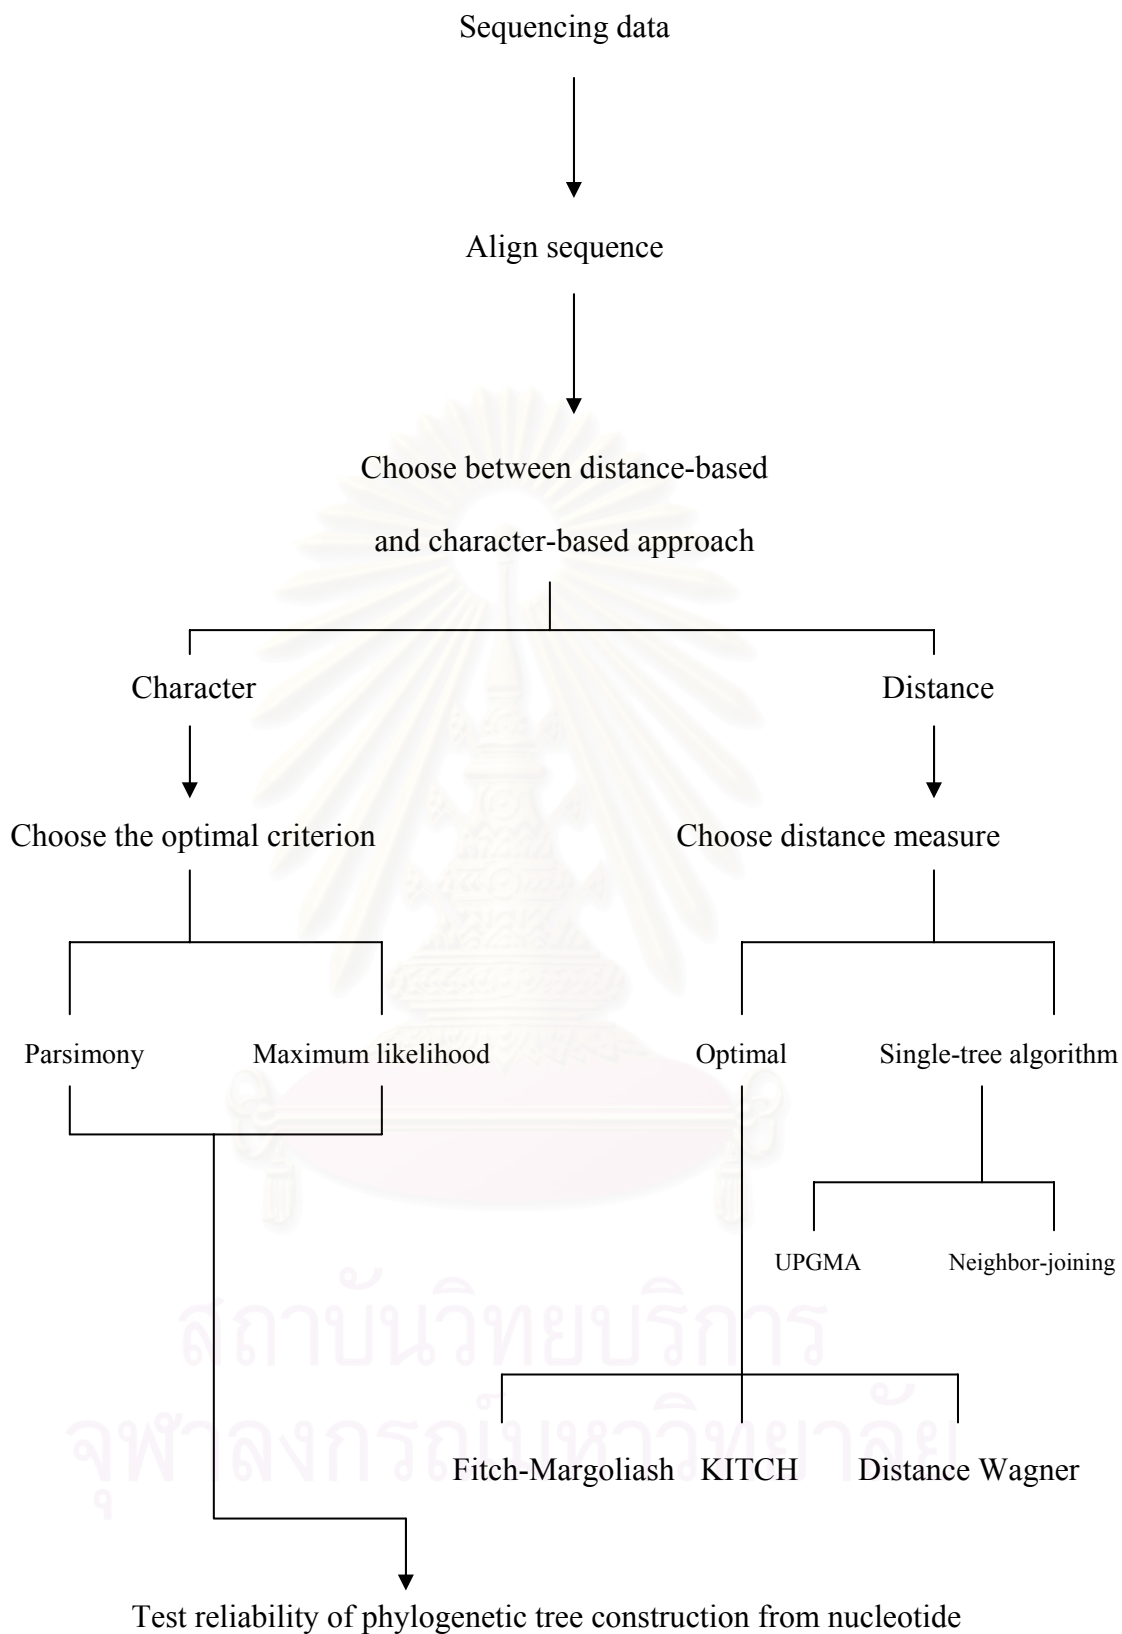 Sequencing data
Align sequence
Choose between distance-based
and character-based approach
Character
Distance
Choose the optimal criterion
Choose distance measure
Parsimony
Maximum likelihood
Optimal
Single-tree algorithm
UPGMA
Neighbor-joining
สถาบันวิทยบริการ
จุฬาลงกรณ์มหาวิทยาลัย
Fitch-Margoliash
KITCH
Distance Wagner
Test reliability of phylogenetic tree construction from nucleotide